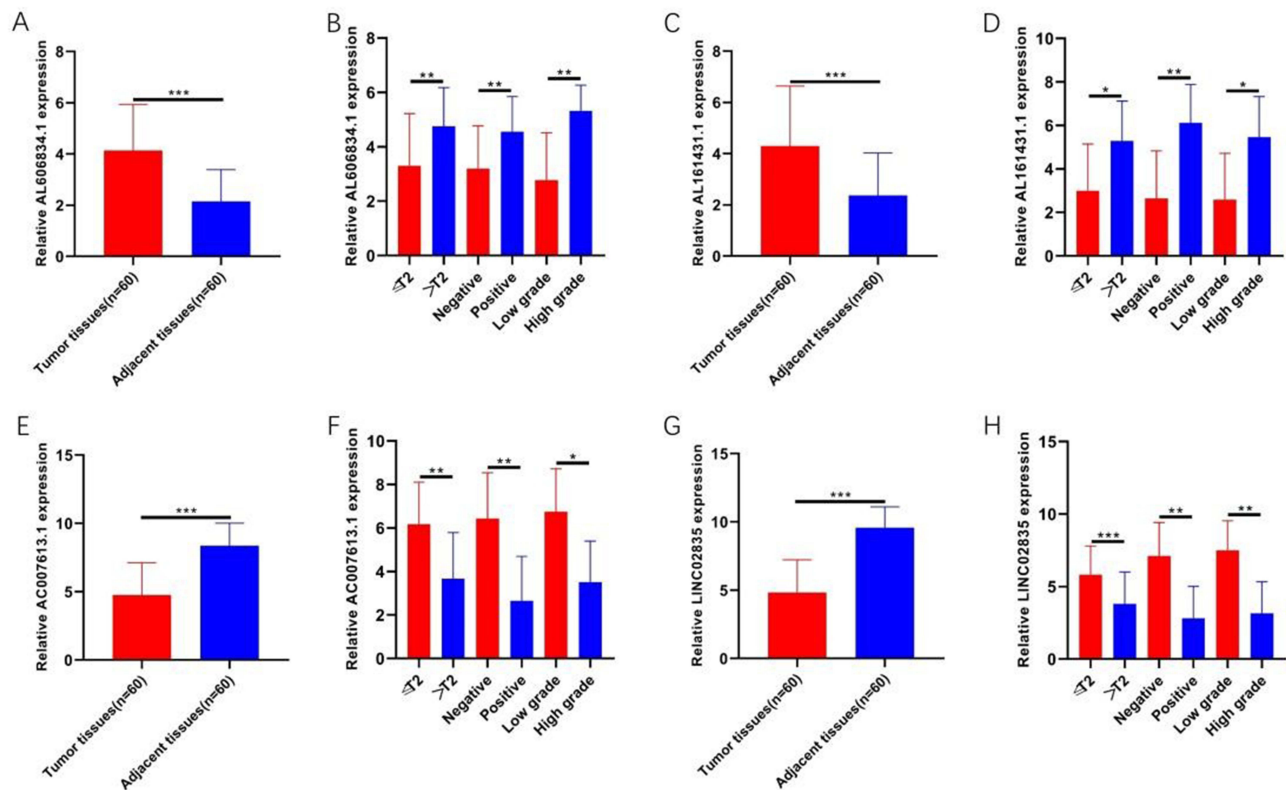 A
Relative AL606834.1 expression
8
6
4
2
0
***
Tumor tissues(n=60)
Adjacent tissues(n=60)
B
Relative AL606834.1 expression
8
6
4
2
0
** ** **
≤T2
>T2
Negative
Positive
Low grade
High grade
C
Relative AL161431.1 expression
8
6
4
2
0
***
Tumor tissues(n=60)
Adjacent tissues(n=60)
D
Relative AL161431.1 expression
10
8
6
4
2
0
* ** *
≤T2
>T2
Negative
Positive
Low grade
High grade
E
Relative AC007613.1 expression
15
10
5
0
***
Tumor tissues(n=60)
Adjacent tissues(n=60)
F
Relative AC007613.1 expression
10
8
6
4
2
0
** ** *
≤T2
>T2
Negative
Positive
Low grade
High grade
G
Relative LINC02835 expression
15
10
5
0
***
Tumor tissues(n=60)
Adjacent tissues(n=60)
H
Relative LINC02835 expression
15
10
5
0
*** ** **
≤T2
>T2
Negative
Positive
Low grade
High grade